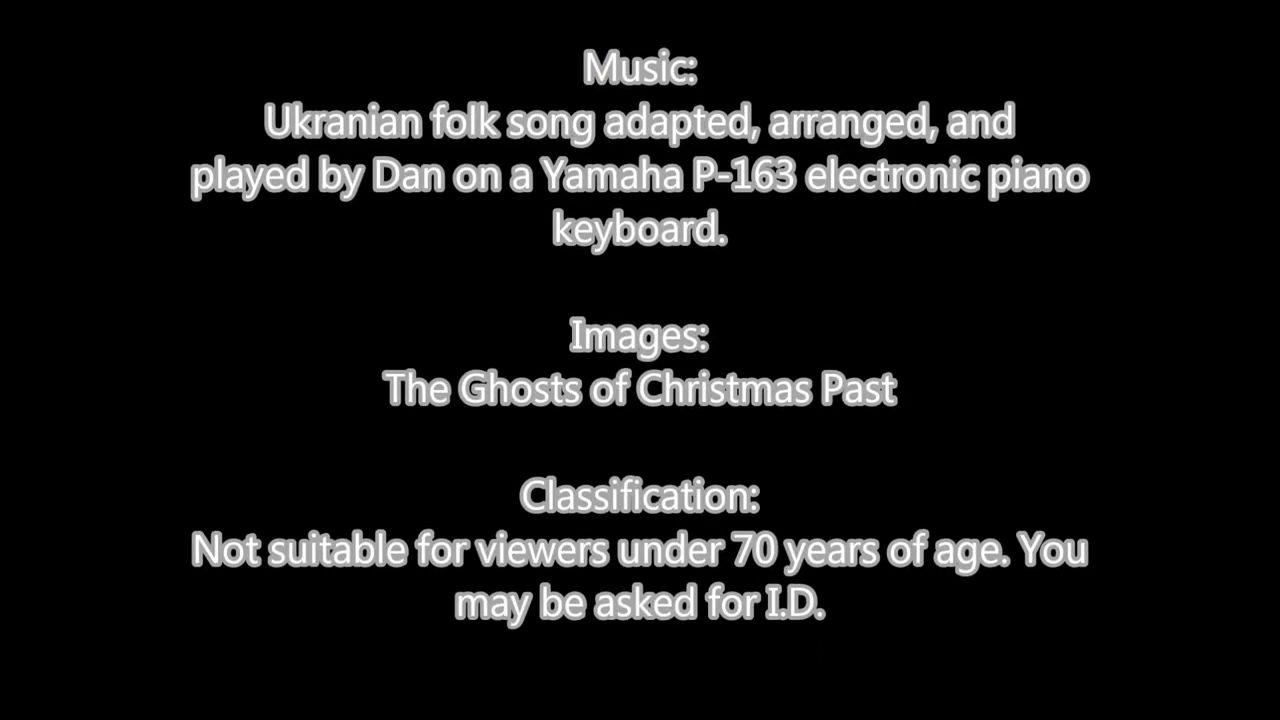 Music:
Ukranian folk song adapted, arranged, and
played by Dan on a Yamaha P-163 electronic piano
keyboard.
Images:
The Ghosts of Christmas Past
Classification:
Not suitable for viewers under 70 years of age. You
may be asked for I.D.